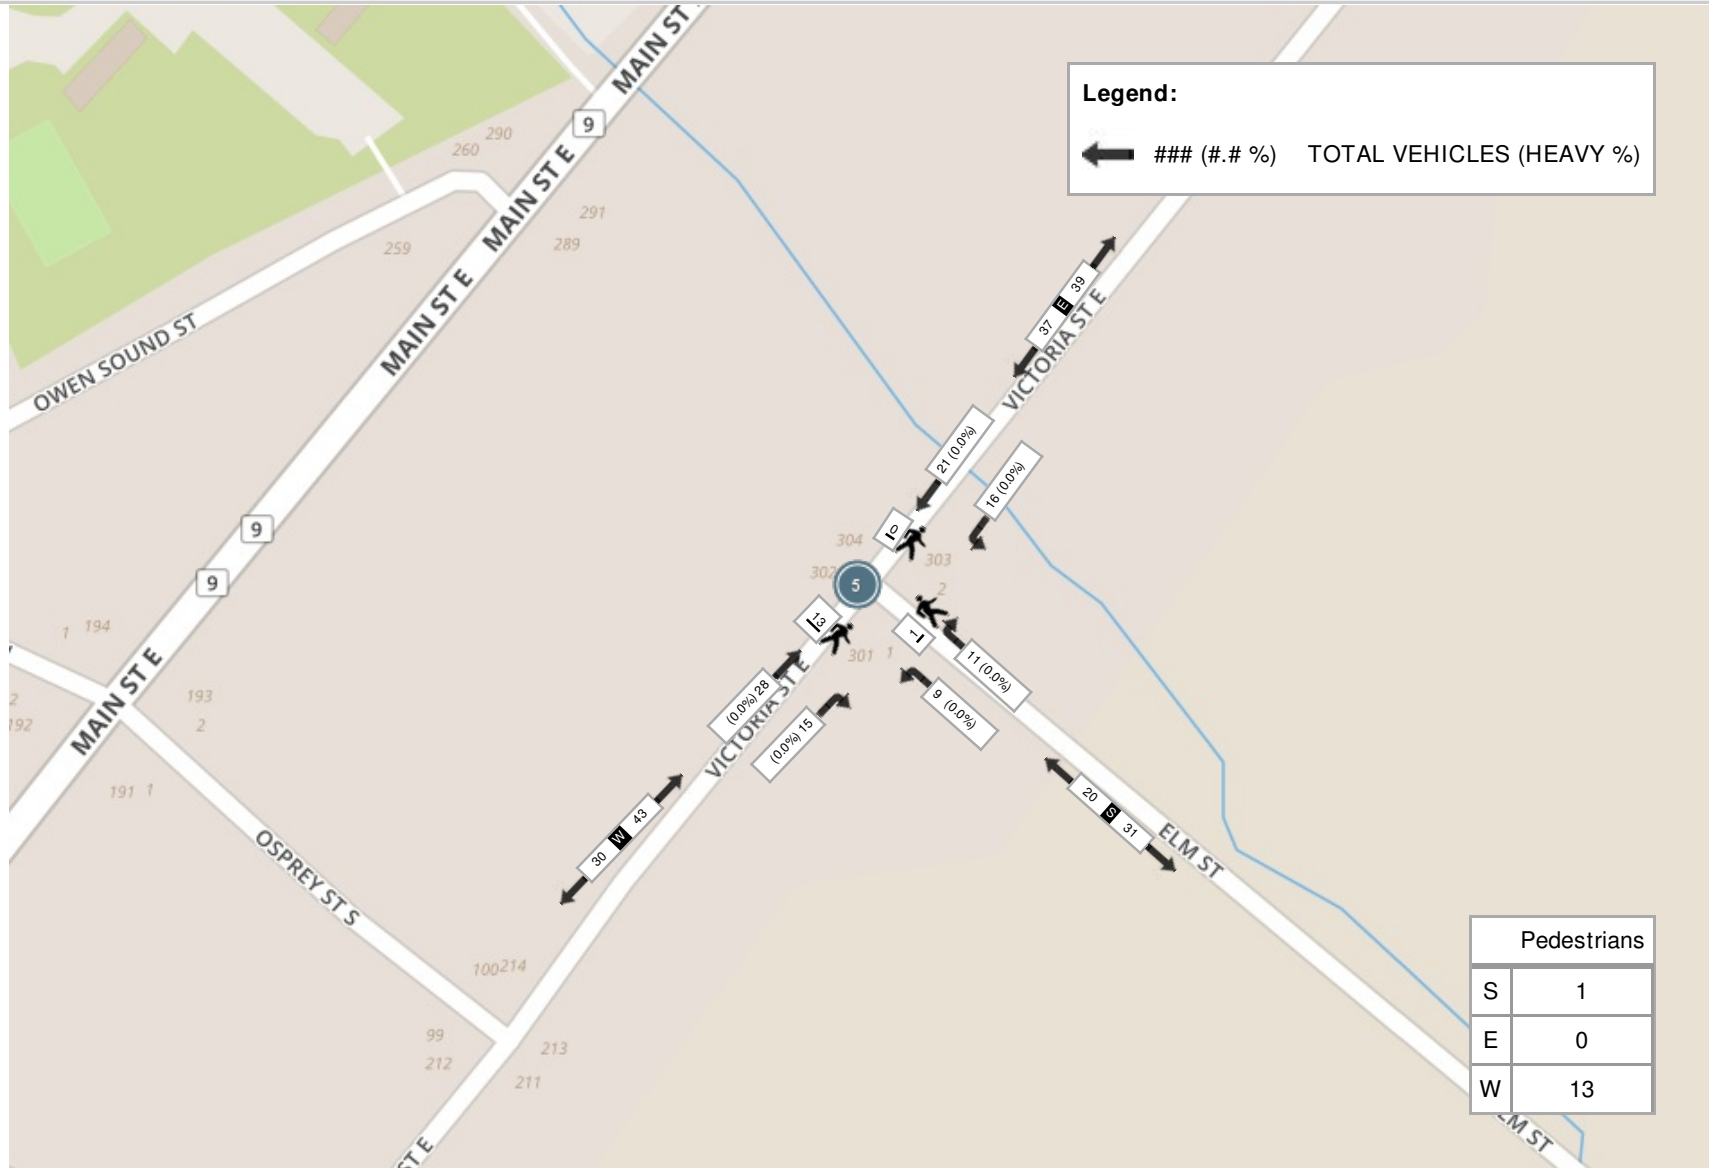 MAIN ST E
9
290
260
MAIN ST E
291
289
259
MAIN ST E
OWEN SOUND ST
Legend:
### (#.# %) TOTAL VEHICLES (HEAVY %)
37 E 39
VICTORIA ST E
21 (0.0%)
16 (0.0%)
0
304
303
302
5
2
13
1
301 1
11 (0.0%)
9 (0.0%)
(0.0%) 28
(0.0%) 15
VICTORIA ST E
9
9
1 194
MAIN ST E
193
2
2
192
191 1
30 W 43
20 S 31
ELM ST
OSPREY ST S
100 214
99
213
212
211
ST E
Pedestrians
S 1
E 0
W 13
ELM ST